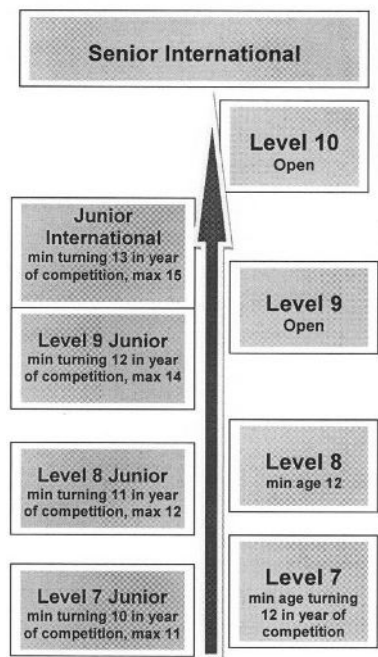 Senior International
Level 10
Open
Junior
International
min turning 13 in year
of competition, max 15
Level 9
Open
Level 9 Junior
min turning 12 in year
of competition, max 14
Level 8 Junior
min turning 11 in year
of competition, max 12
Level 8
min age 12
Level 7 Junior
min turning 10 in year
of competition, max 11
Level 7
min age turning
12 in year of
competition